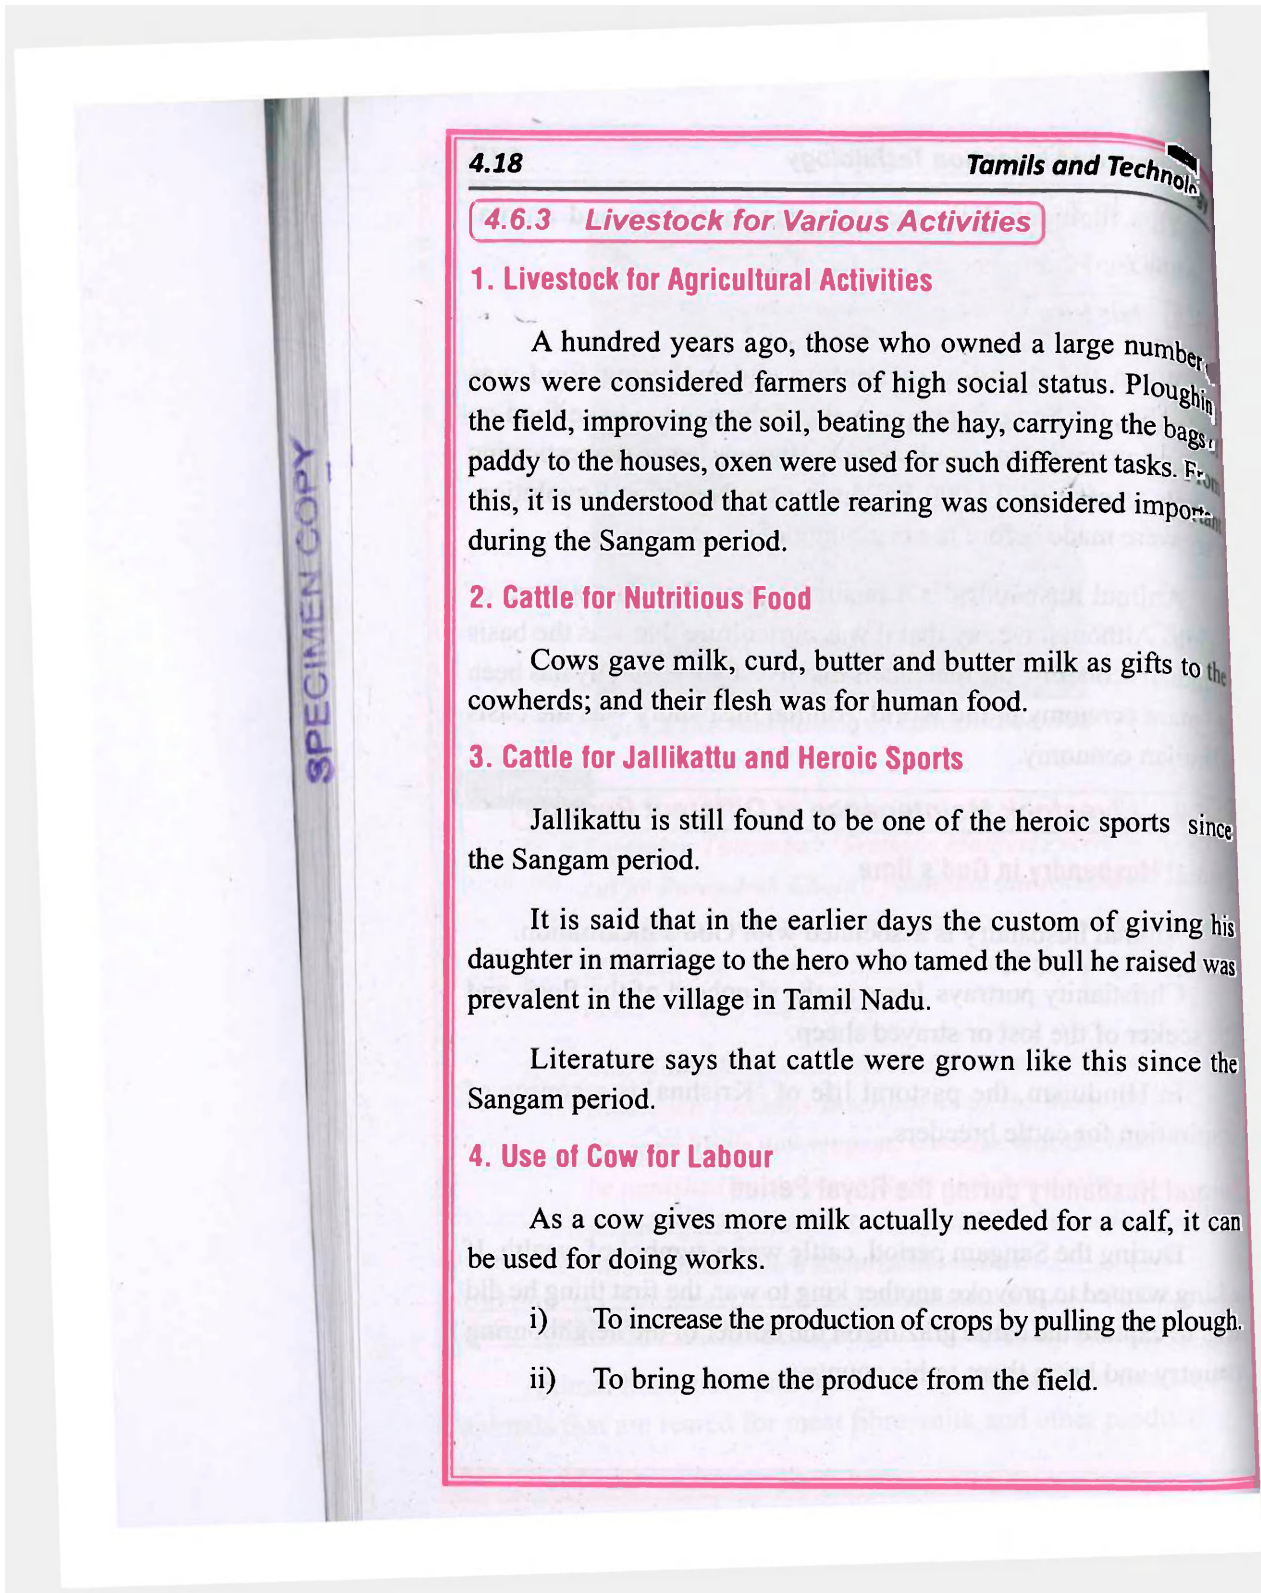 4.18 Tamils and Technolo
4.6.3 Livestock for Various Activities
1. Livestock for Agricultural Activities
A hundred years ago, those who owned a large number
cows were considered farmers of high social status. Ploughin
the field, improving the soil, beating the hay, carrying the bags
paddy to the houses, oxen were used for such different tasks. From
this, it is understood that cattle rearing was considered important
during the Sangam period.
2. Cattle for Nutritious Food
Cows gave milk, curd, butter and butter milk as gifts to the
cowherds; and their flesh was for human food.
3. Cattle for Jallikattu and Heroic Sports
Jallikattu is still found to be one of the heroic sports since
the Sangam period.
It is said that in the earlier days the custom of giving his
daughter in marriage to the hero who tamed the bull he raised was
prevalent in the village in Tamil Nadu.
Literature says that cattle were grown like this since the
Sangam period.
4. Use of Cow for Labour
As a cow gives more milk actually needed for a calf, it can
be used for doing works.
i) To increase the production of crops by pulling the plough.
ii) To bring home the produce from the field.
SPECIMEN COPY